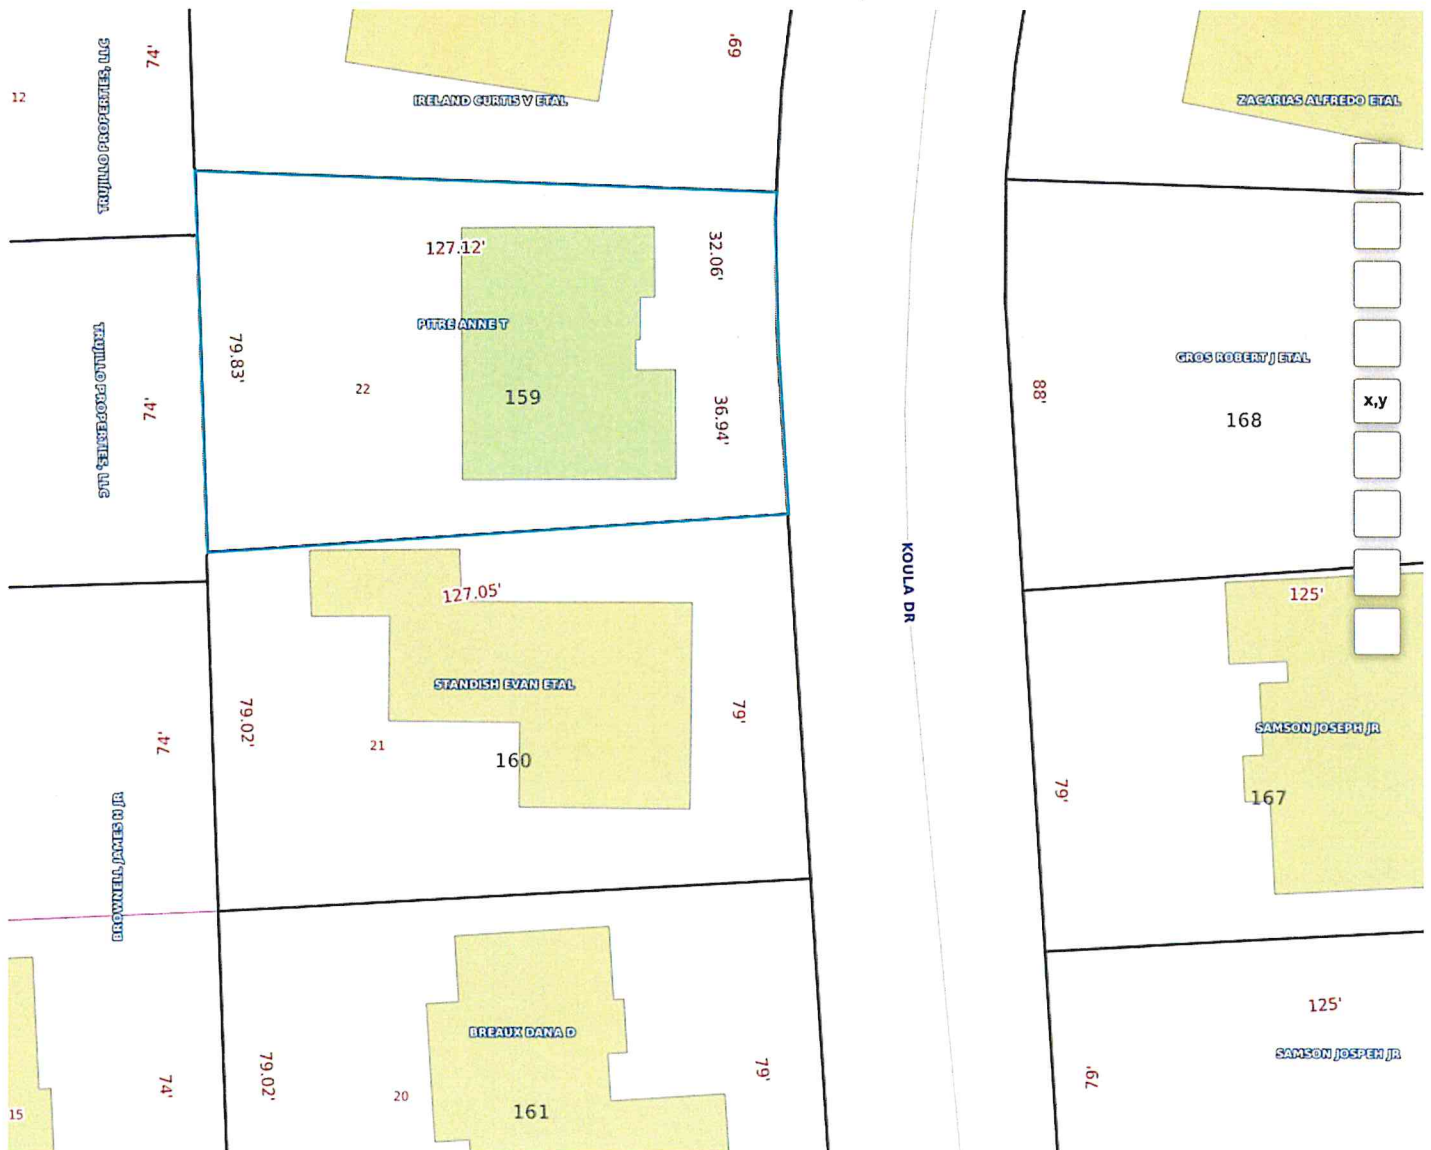 TRUJILLO PROPERTIES, LLC
74'
12
IRELAND CURTIS V ETAL
69'
ZACARIAS ALFREDO ETAL
127.12'
32.06'
PITRE ANNE T
79.83'
22
159
36.94'
TRUJILLO PROPERTIES, LLC
74'
88'
GROS ROBERT J ETAL
168
x,y
KOULA DR
127.05'
125'
STANDISH EVAN ETAL
79.02'
74'
21
160
79'
SAMSON JOSEPH JR
79'
167
BROWNELL JAMES H JR
BREAUX DANA D
79.02'
74'
20
161
79'
15
125'
SAMSON JOSPEH JR
79'